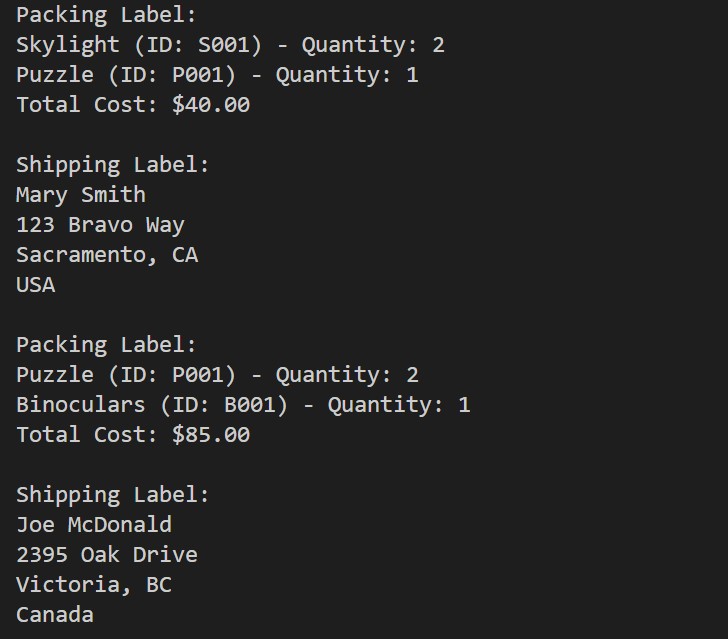 Packing Label:
Skylight (ID: S001) - Quantity: 2
Puzzle (ID: P001) - Quantity: 1
Total Cost: $40.00

Shipping Label:
Mary Smith
123 Bravo Way
Sacramento, CA
USA

Packing Label:
Puzzle (ID: P001) - Quantity: 2
Binoculars (ID: B001) - Quantity: 1
Total Cost: $85.00

Shipping Label:
Joe McDonald
2395 Oak Drive
Victoria, BC
Canada